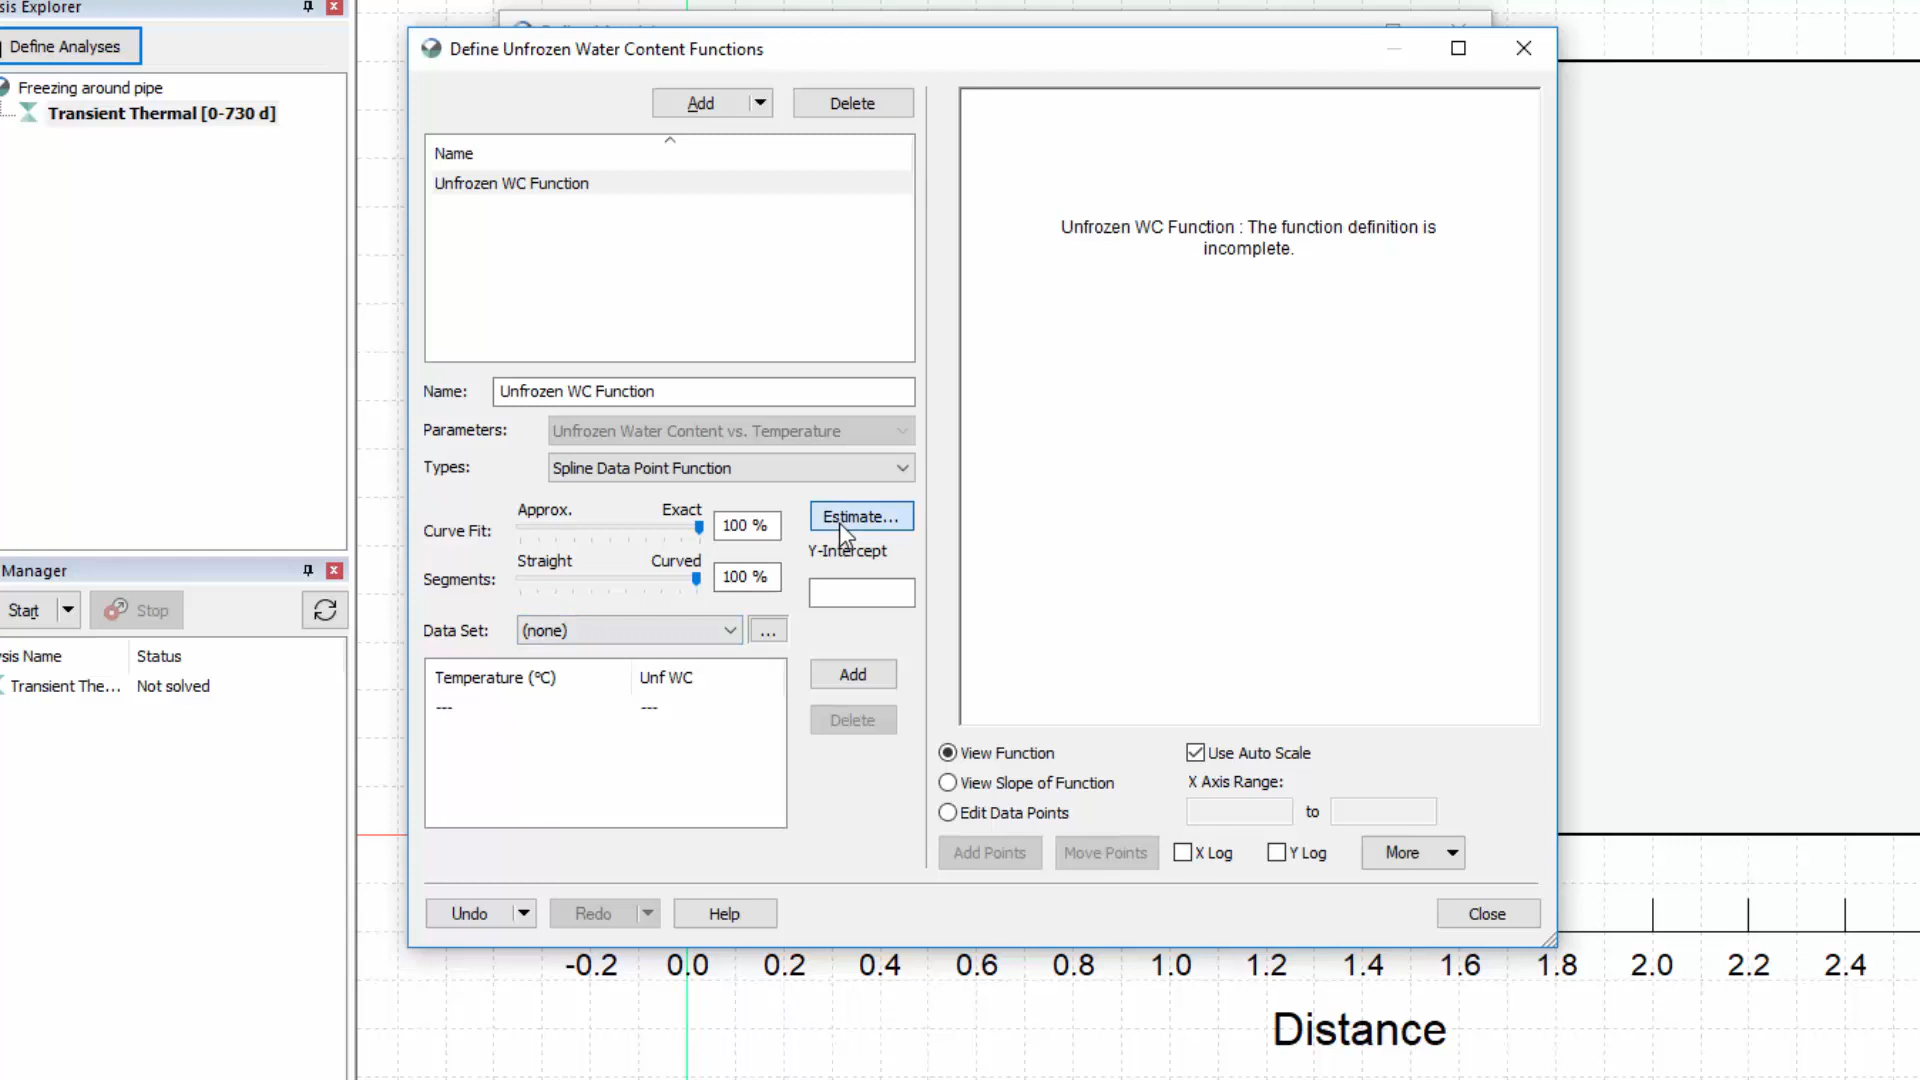 sis Explorer
Define Analyses
Freezing around pipe
Transient Thermal [0-730 d]
Manager
Start
Stop
sis Name
Status
Transient The...
Not solved
Define Unfrozen Water Content Functions
Add
Delete
Name
Unfrozen WC Function
Name:
Unfrozen WC Function
Parameters:
Unfrozen Water Content vs. Temperature
Types:
Spline Data Point Function
Curve Fit:
Approx.
Exact
100 %
Estimate...
Segments:
Straight
Curved
100 %
Y-Intercept
Data Set:
(none)
...
Temperature (°C)
Unf WC
---
---
Add
Delete
Unfrozen WC Function : The function definition is
incomplete.
View Function
View Slope of Function
Edit Data Points
Use Auto Scale
X Axis Range:
to
Add Points
Move Points
X Log
Y Log
More
Undo
Redo
Help
Close
-0.2 0.0 0.2 0.4 0.6 0.8 1.0 1.2 1.4 1.6 1.8 2.0 2.2 2.4
Distance